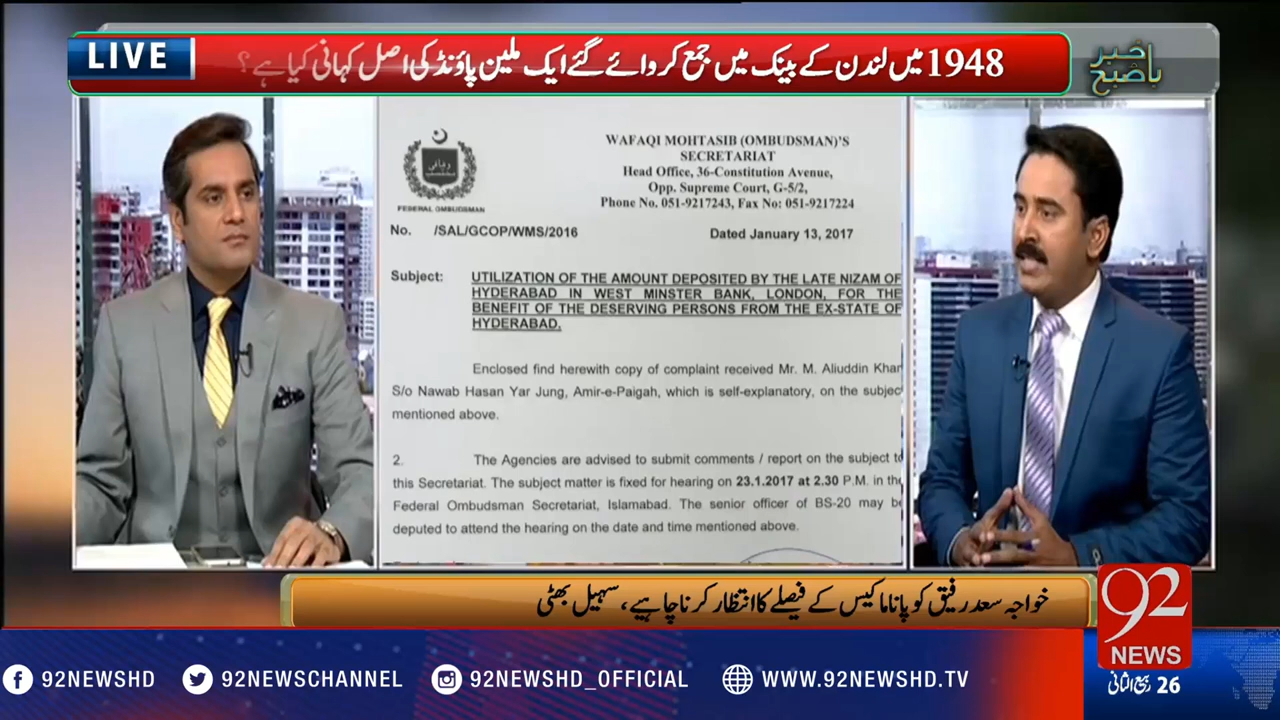 LIVE
1948 میں لندن کے بینک میں جمع کروائے گئے ایک ملین پاؤنڈ کی اصل کہانی کیا ہے؟
باخبر صبح
WAFAQI MOHTASIB (OMBUDSMAN)'S
SECRETARIAT
Head Office, 36-Constitution Avenue,
Opp. Supreme Court, G-5/2,
Phone No. 051-9217243, Fax No: 051-9217224
FEDERAL OMBUDSMAN
No. /SAL/GCOP/WMS/2016 Dated January 13, 2017
Subject: UTILIZATION OF THE AMOUNT DEPOSITED BY THE LATE NIZAM OF
HYDERABAD IN WEST MINSTER BANK, LONDON, FOR THE
BENEFIT OF THE DESERVING PERSONS FROM THE EX-STATE OF
HYDERABAD.
Enclosed find herewith copy of complaint received Mr. M. Aliuddin Khan
S/o Nawab Hasan Yar Jung, Amir-e-Paigah, which is self-explanatory, on the subjec
mentioned above.
2. The Agencies are advised to submit comments / report on the subject to
this Secretariat. The subject matter is fixed for hearing on 23.1.2017 at 2.30 P.M. in the
Federal Ombudsman Secretariat, Islamabad. The senior officer of BS-20 may be
deputed to attend the hearing on the date and time mentioned above.
خواجہ سعد رفیق کو پاناما کیس کے فیصلے کا انتظار کرنا چاہیے، سہیل بھٹی
92
NEWS
26 ربیع الثانی
92NEWSHD 92NEWSCHANNEL 92NEWSHD_OFFICIAL WWW.92NEWSHD.TV